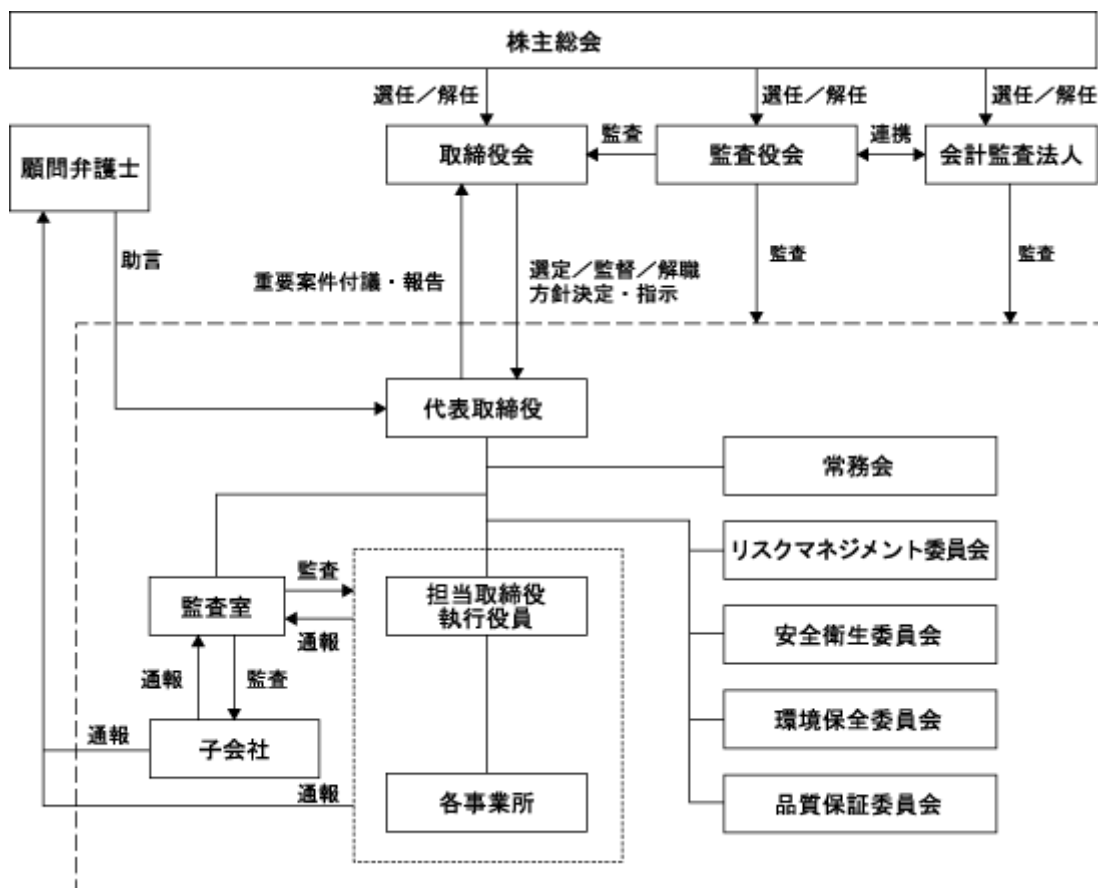 株主総会
選任／解任
選任／解任
選任／解任
顧問弁護士
取締役会
監査
監査役会
連携
会計監査法人
助言
重要案件付議・報告
選定／監督／解職
方針決定・指示
監査
監査
代表取締役
常務会
リスクマネジメント委員会
監査
監査室
通報
担当取締役
執行役員
安全衛生委員会
通報
監査
環境保全委員会
通報
子会社
通報
各事業所
品質保証委員会